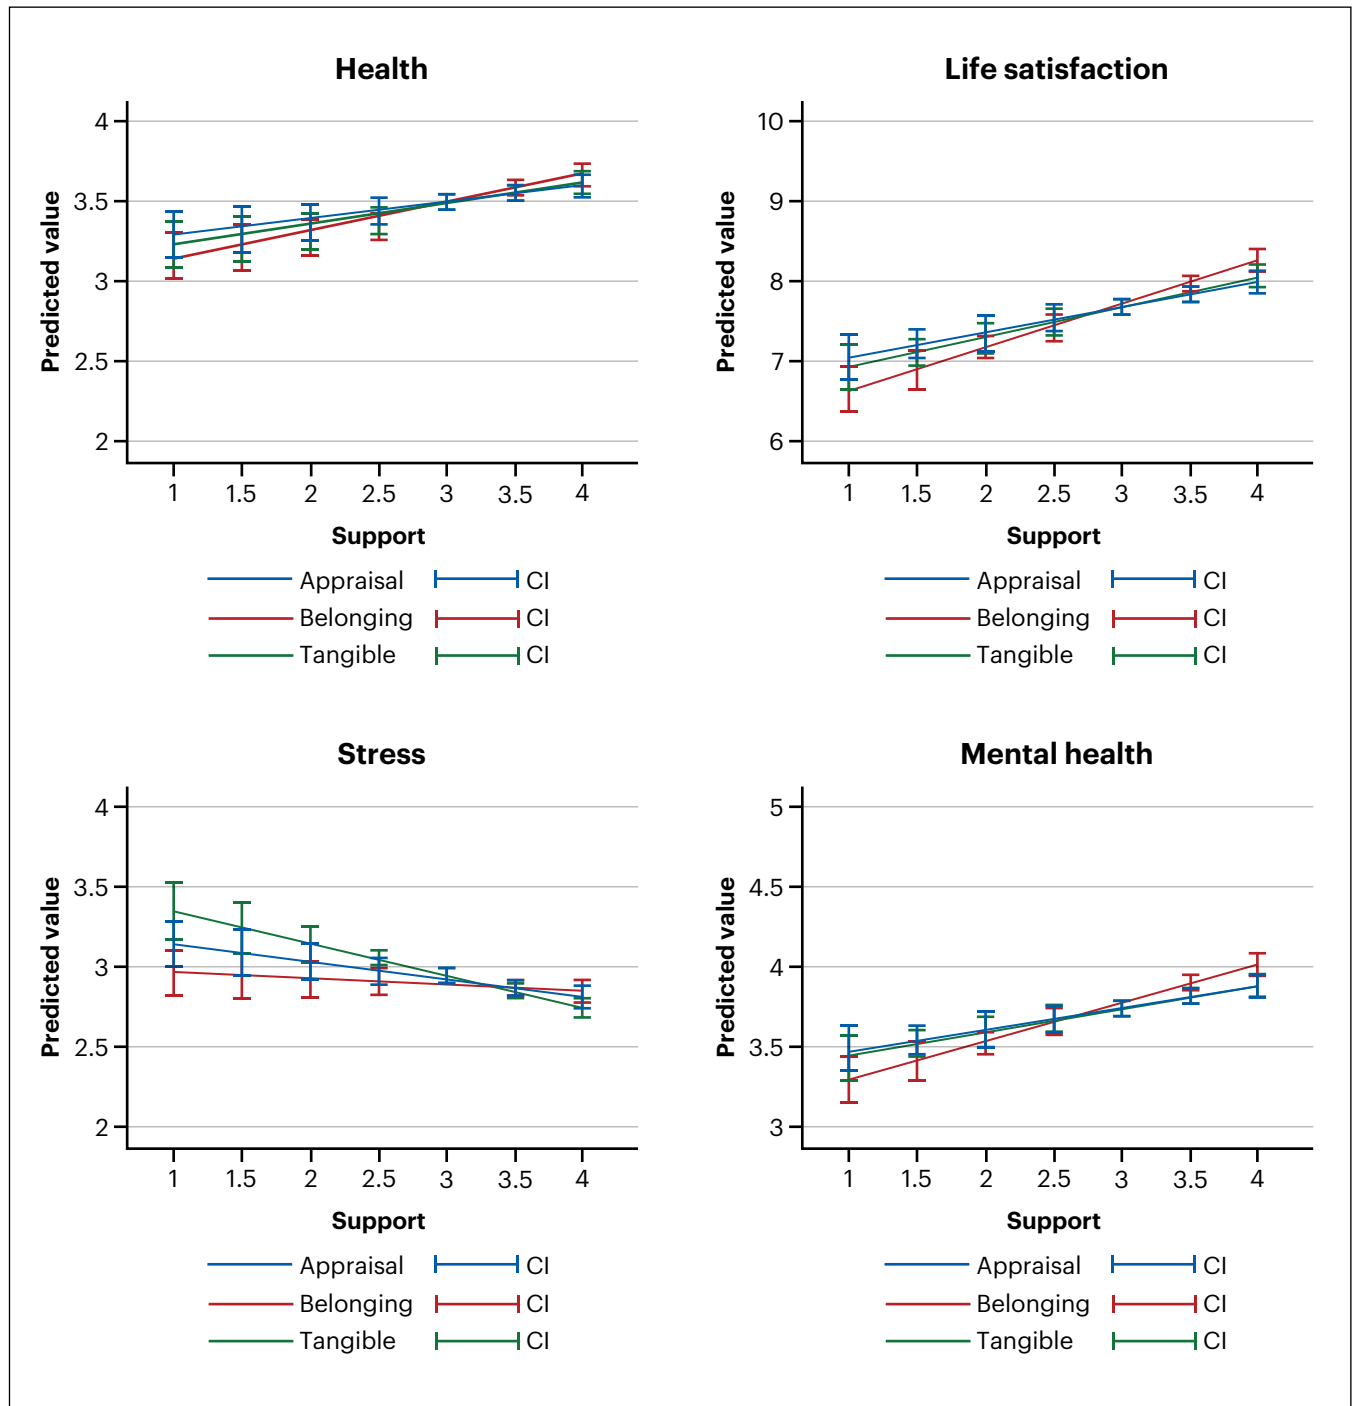 Health
Predicted value
4
3.5
3
2.5
2
1 1.5 2 2.5 3 3.5 4
Support
Appraisal CI
Belonging CI
Tangible CI
Life satisfaction
Predicted value
10
9
8
7
6
1 1.5 2 2.5 3 3.5 4
Support
Appraisal CI
Belonging CI
Tangible CI
Stress
Predicted value
4
3.5
3
2.5
2
1 1.5 2 2.5 3 3.5 4
Support
Appraisal CI
Belonging CI
Tangible CI
Mental health
Predicted value
5
4.5
4
3.5
3
1 1.5 2 2.5 3 3.5 4
Support
Appraisal CI
Belonging CI
Tangible CI